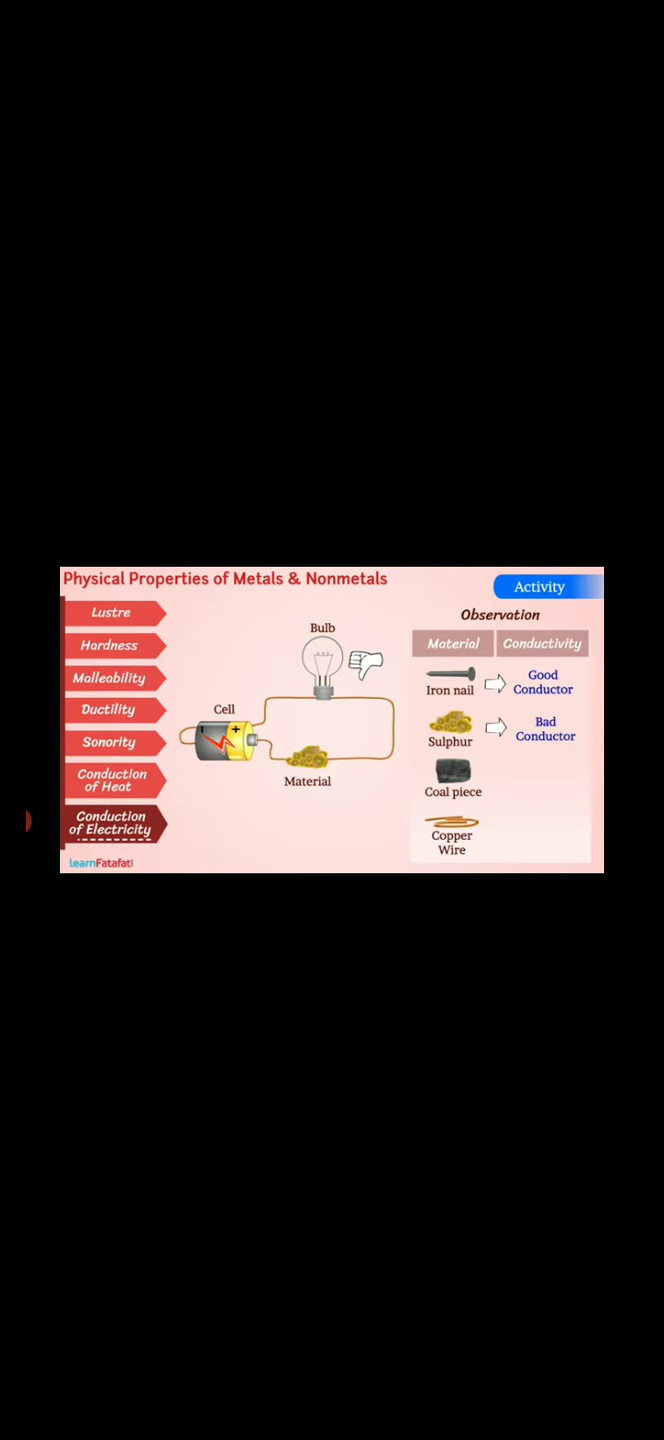 Physical Properties of Metals & Nonmetals
Activity
Lustre
Hardness
Malleability
Ductility
Sonority
Conduction
of Heat
Conduction
of Electricity
learnFatafat
Bulb
Cell
-
+
Material
Observation
Material
Conductivity
Iron nail
Good
Conductor
Sulphur
Bad
Conductor
Coal piece
Copper
Wire